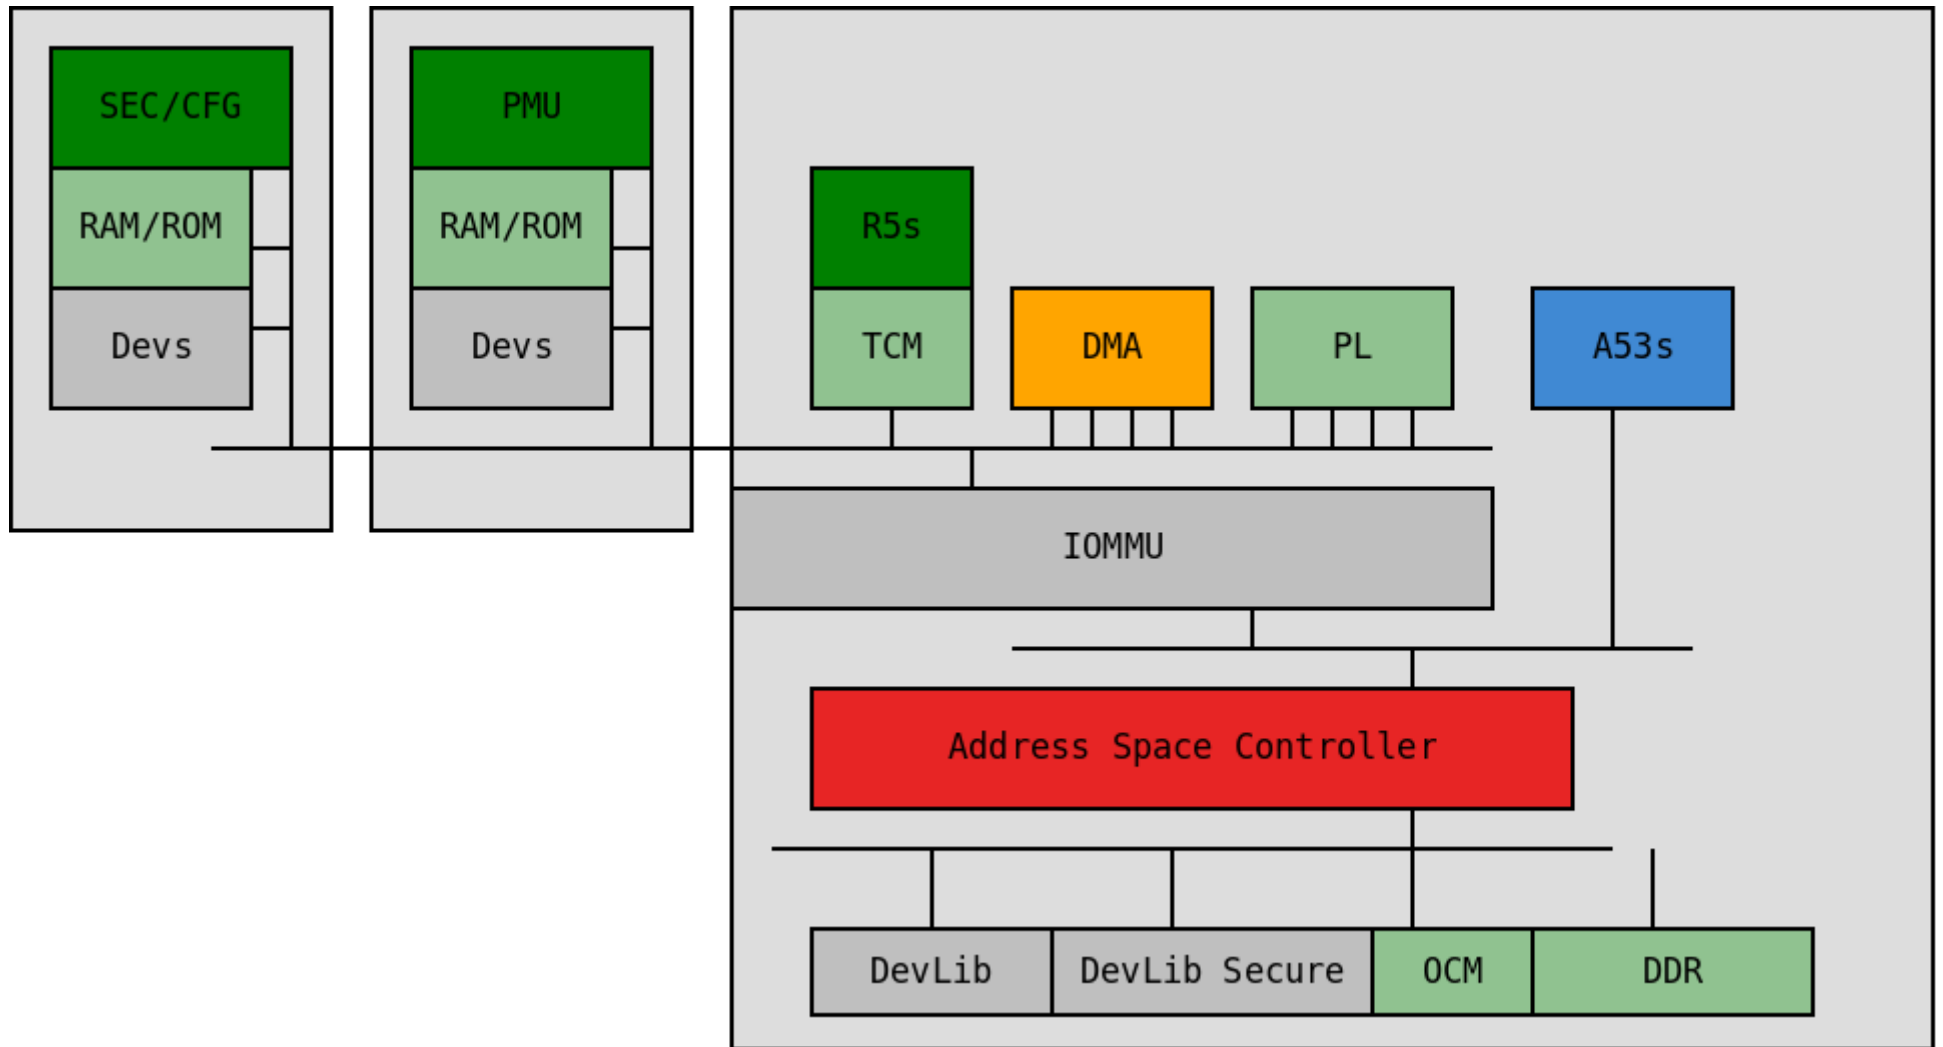 SEC/CFG
RAM/ROM
Devs
PMU
RAM/ROM
Devs
R5s
TCM
DMA
PL
A53s
IOMMU
Address Space Controller
DevLib
DevLib Secure
OCM
DDR